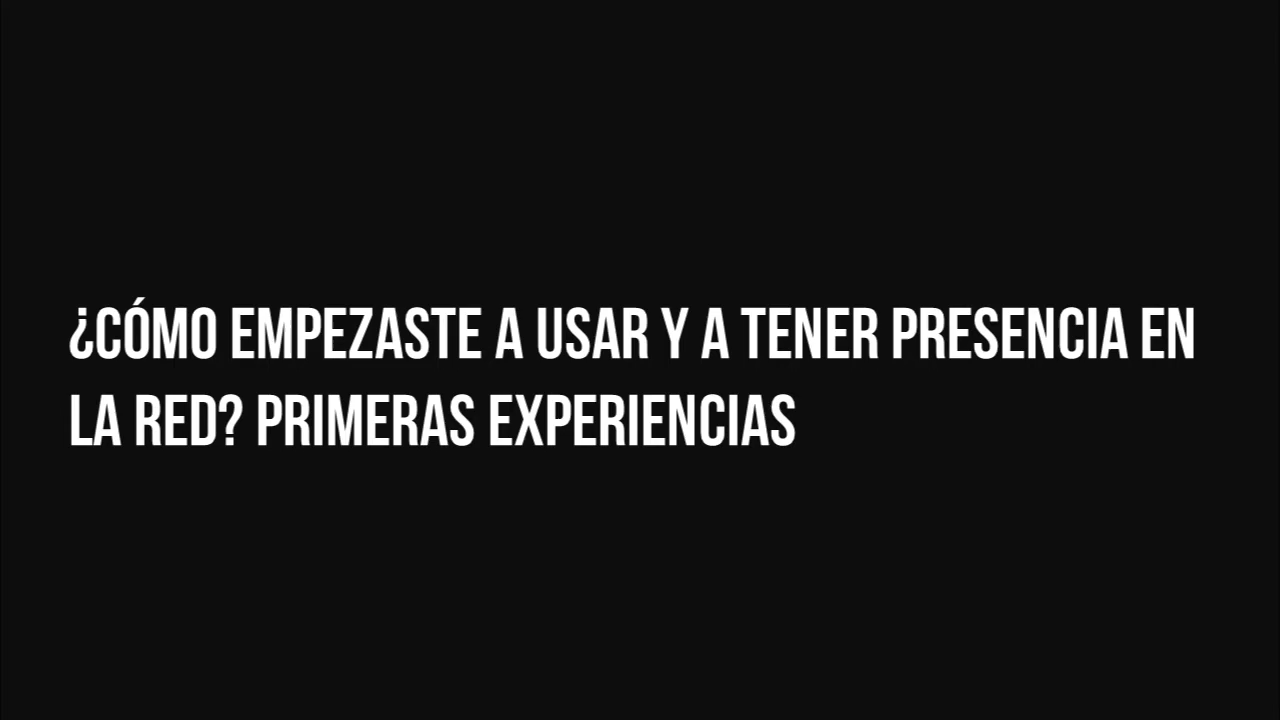 ¿CÓMO EMPEZASTE A USAR Y A TENER PRESENCIA EN
LA RED? PRIMERAS EXPERIENCIAS